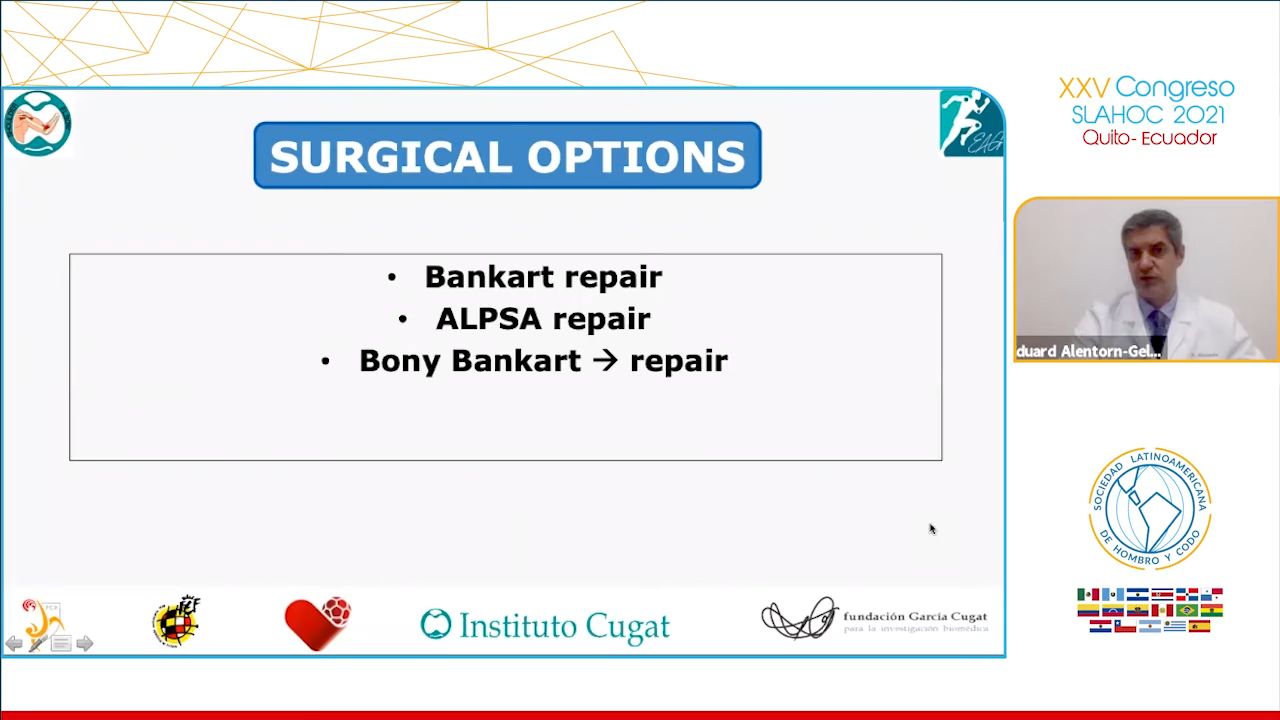 XXV Congreso
SLAHOC 2021
Quito- Ecuador
SURGICAL OPTIONS
• Bankart repair
• ALPSA repair
• Bony Bankart → repair
duard Alentorn-Gel...
SOCIEDAD LATINOAMERICANA
DE HOMBRO Y CODO
Instituto Cugat
fundación García Cugat
para la investigación biomédica